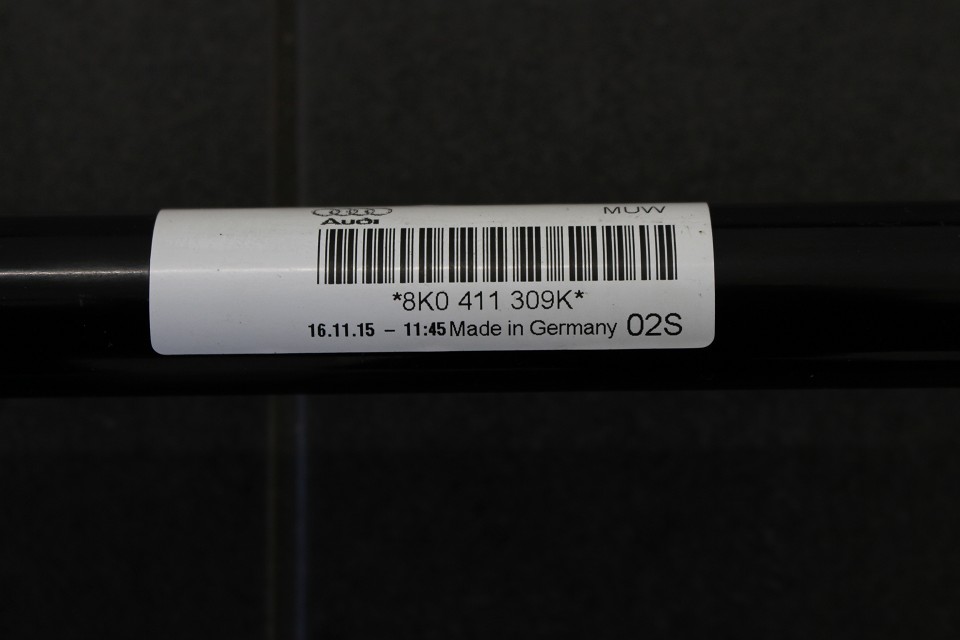 Audi
MUW
*8K0 411 309K*
16.11.15 – 11:45 Made in Germany 02S